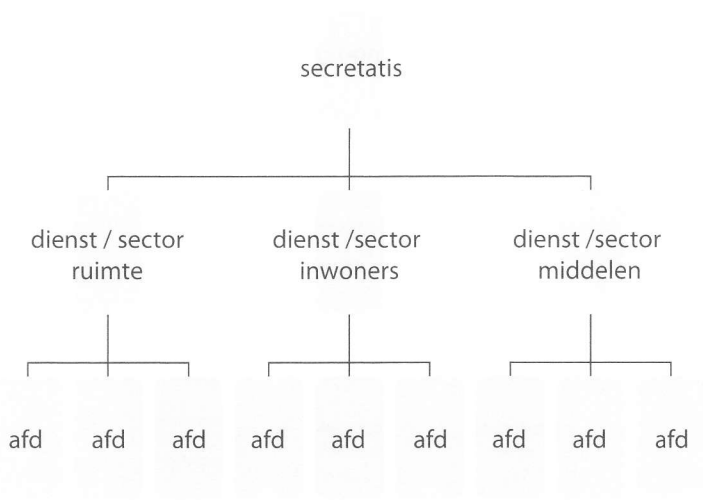 secretatis
dienst / sector
ruimte
dienst /sector
inwoners
dienst /sector
middelen
afd afd afd afd afd afd afd afd afd